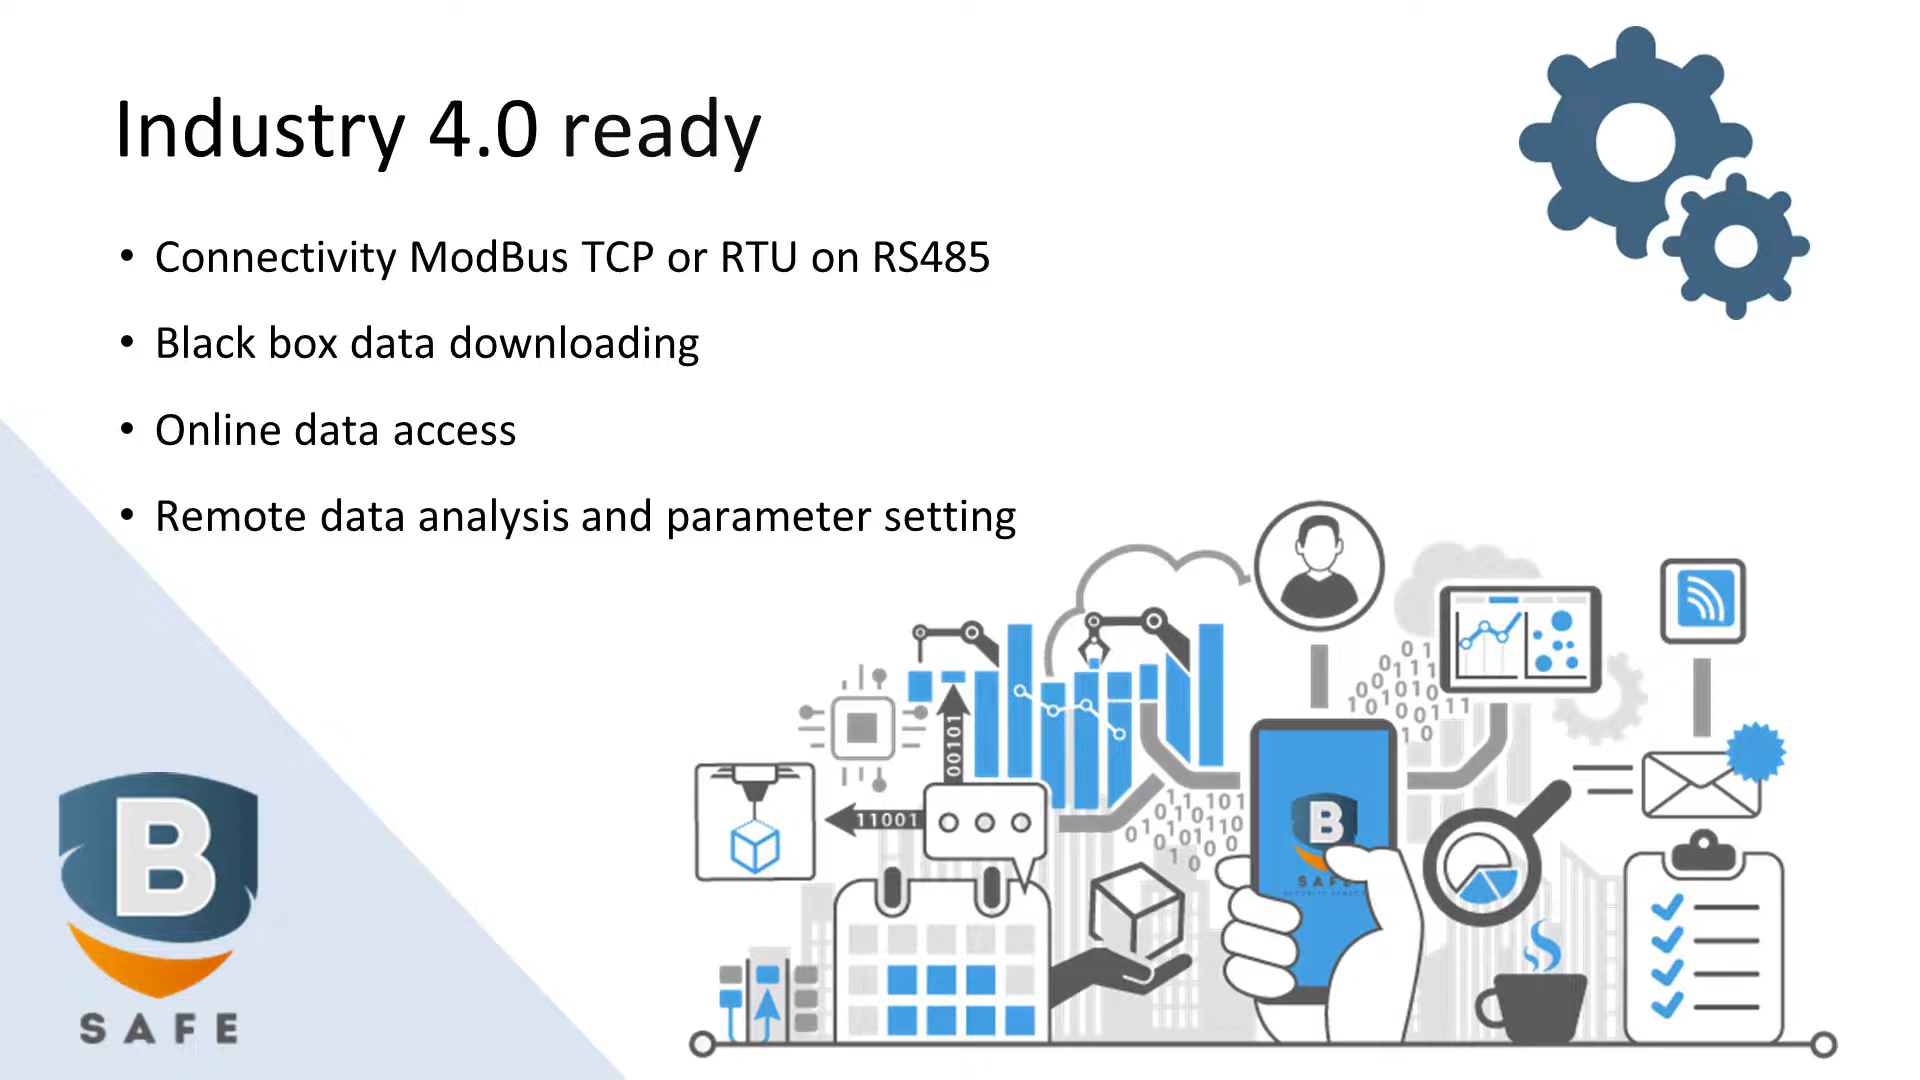 Industry 4.0 ready
• Connectivity ModBus TCP or RTU on RS485
• Black box data downloading
• Online data access
• Remote data analysis and parameter setting
00101
11001
B
SAFE
B
SAFE